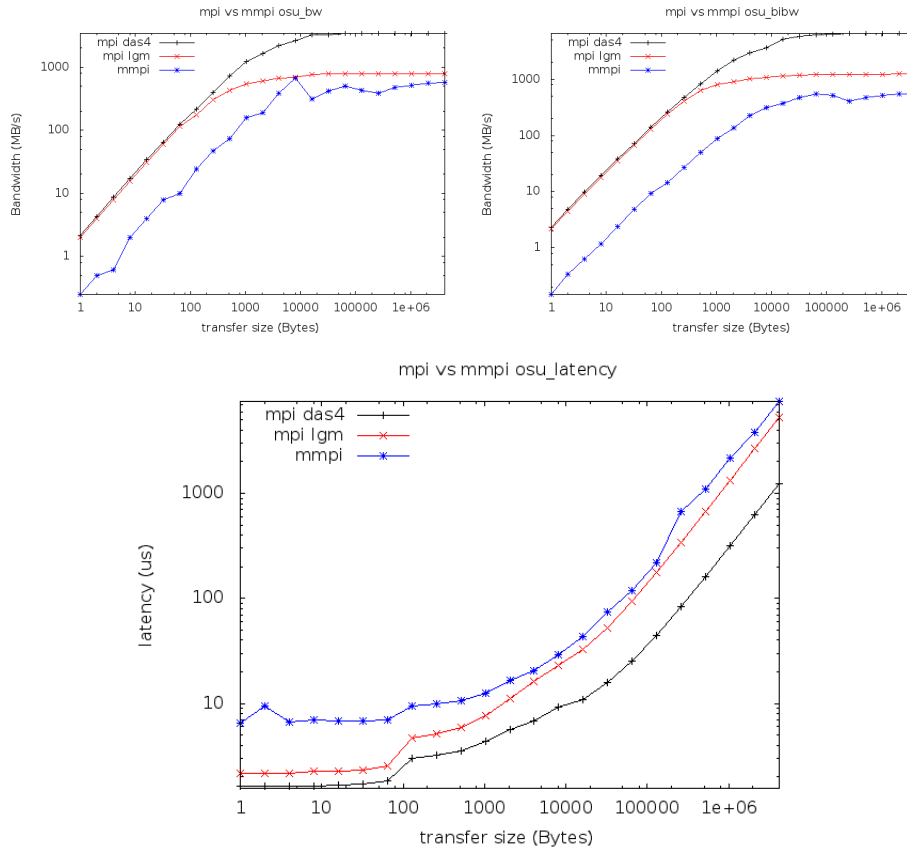 mpi vs mmpi osu_bw
mpi das4
mpi lgm
mmpi
1000
100
10
1
Bandwidth (MB/s)
1 10 100 1000 10000 100000 1e+06
transfer size (Bytes)
mpi vs mmpi osu_bibw
mpi das4
mpi lgm
mmpi
1000
100
10
1
Bandwidth (MB/s)
1 10 100 1000 10000 100000 1e+06
transfer size (Bytes)
mpi vs mmpi osu_latency
mpi das4
mpi lgm
mmpi
1000
100
10
latency (us)
1 10 100 1000 10000 100000 1e+06
transfer size (Bytes)